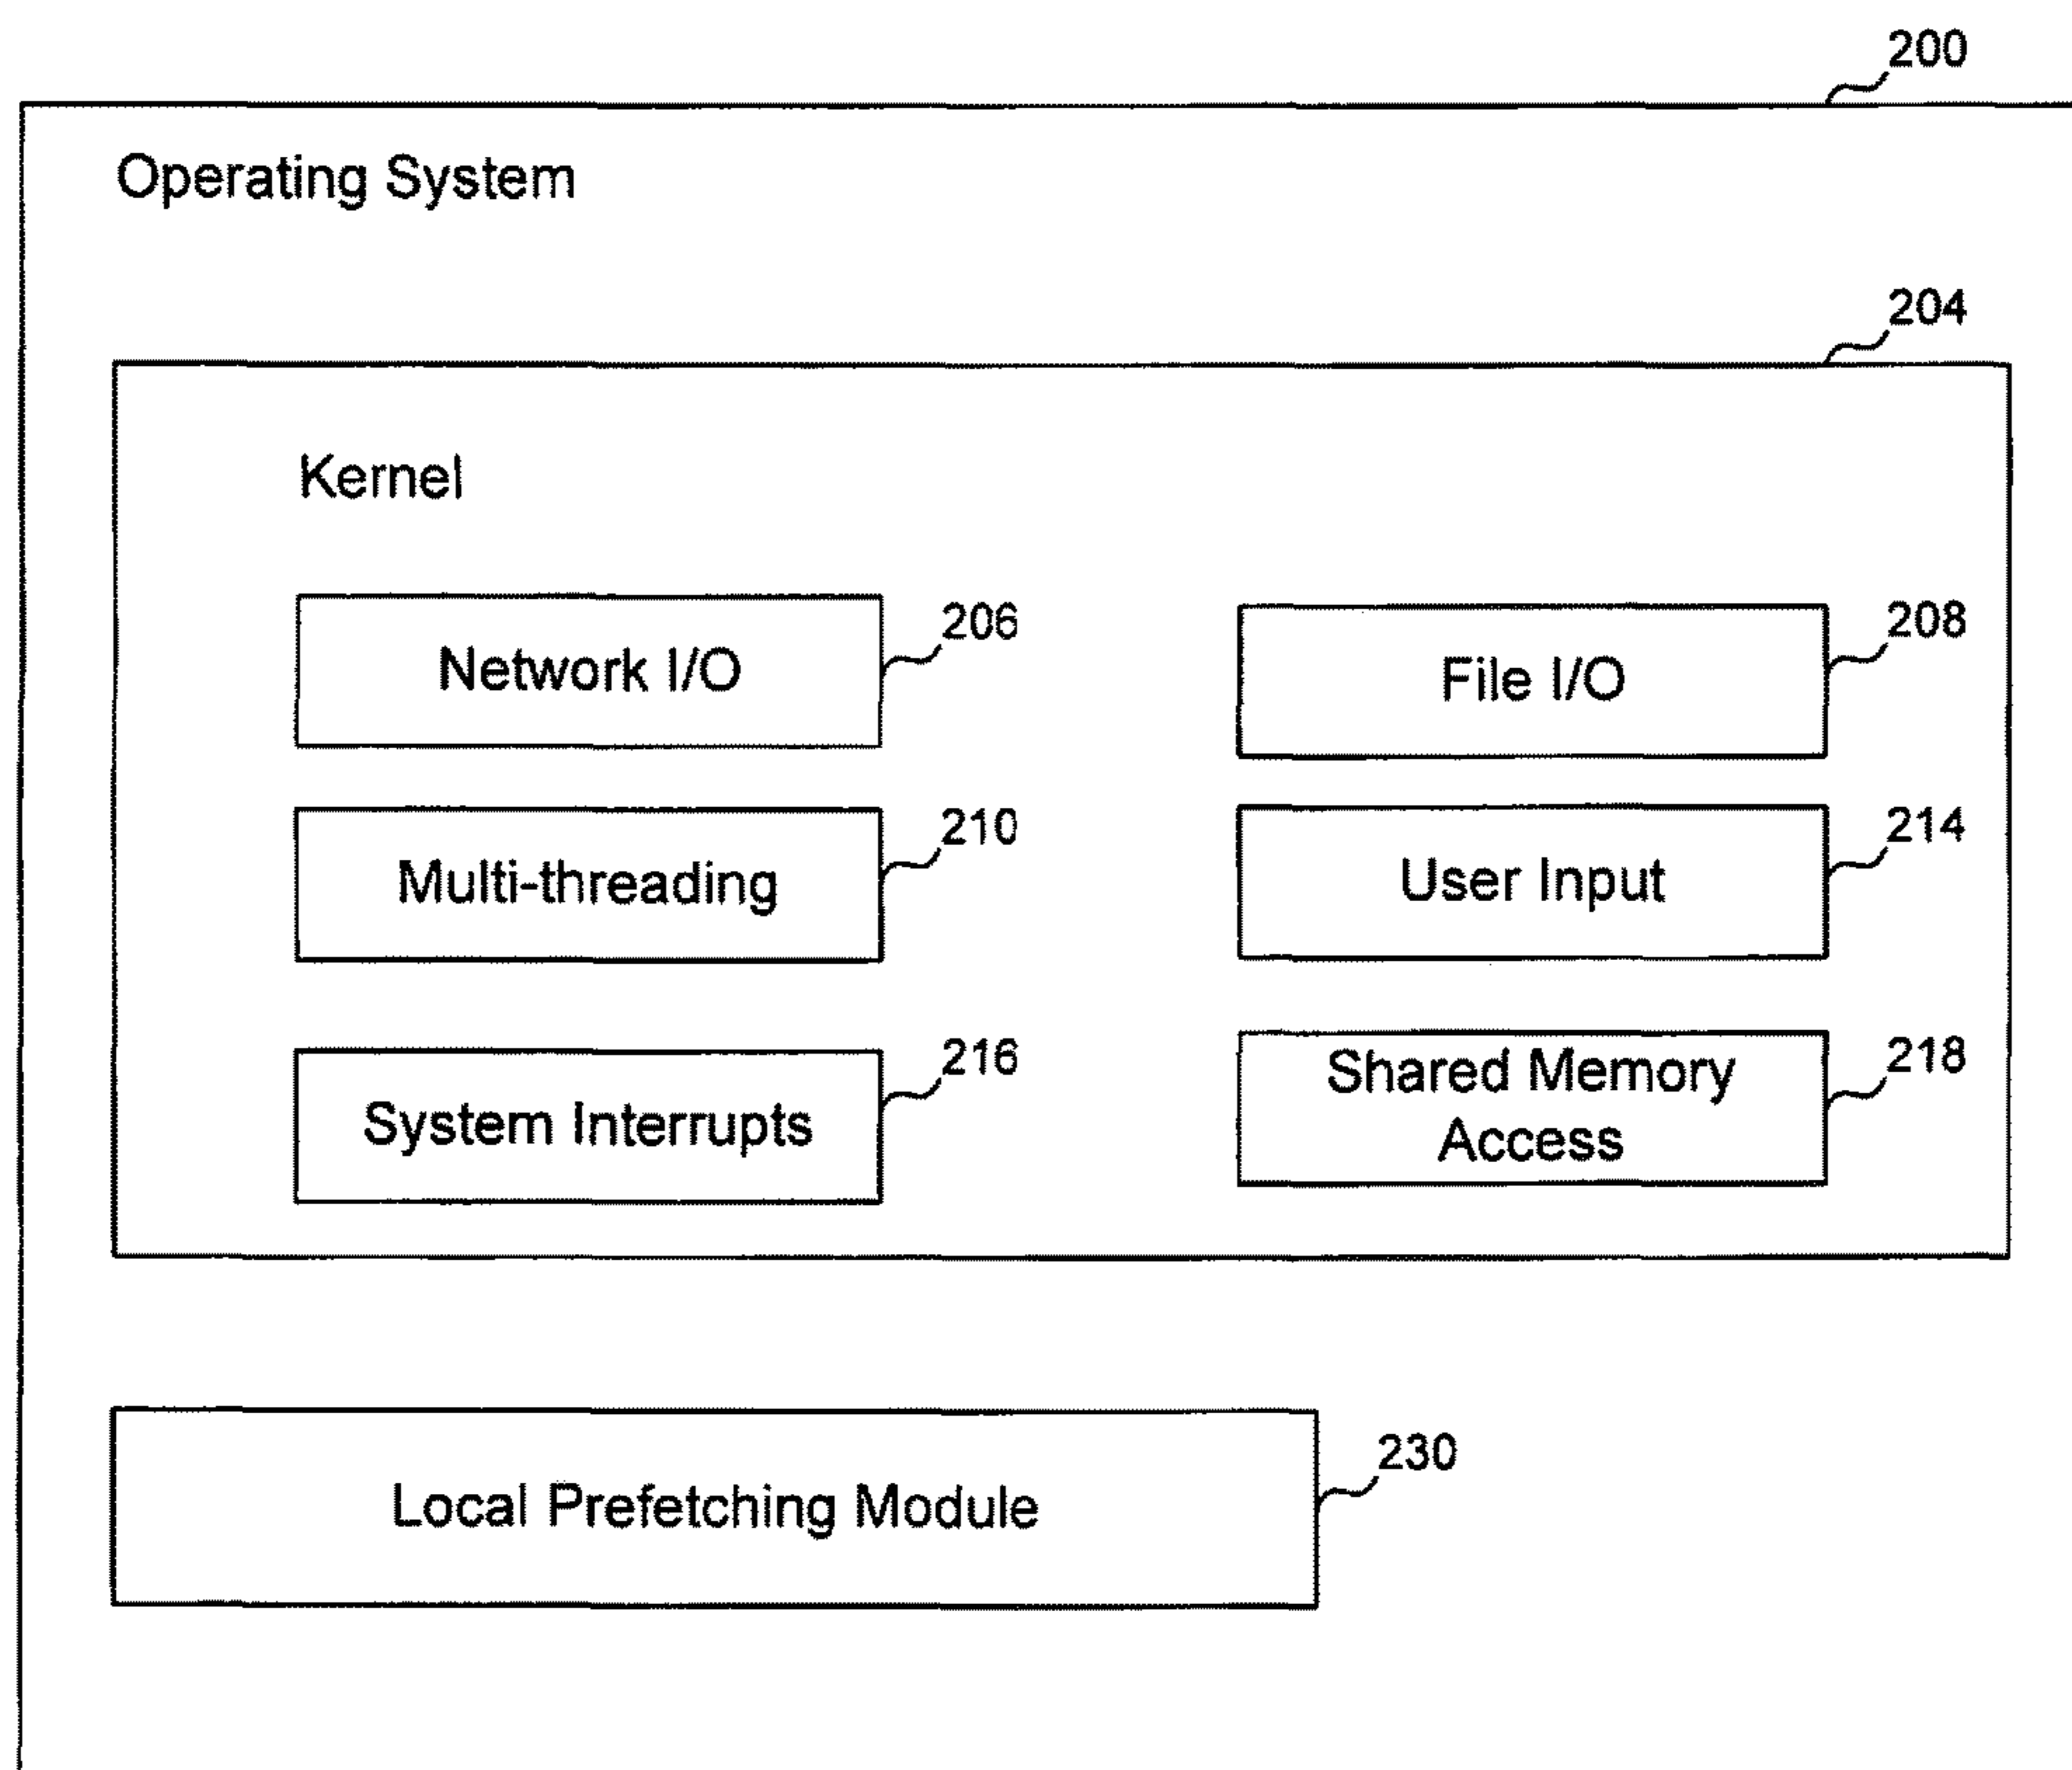 200
Operating System
204
Kernel
Network I/O
206
File I/O
208
Multi-threading
210
User Input
214
System Interrupts
216
Shared Memory
Access
218
Local Prefetching Module
230